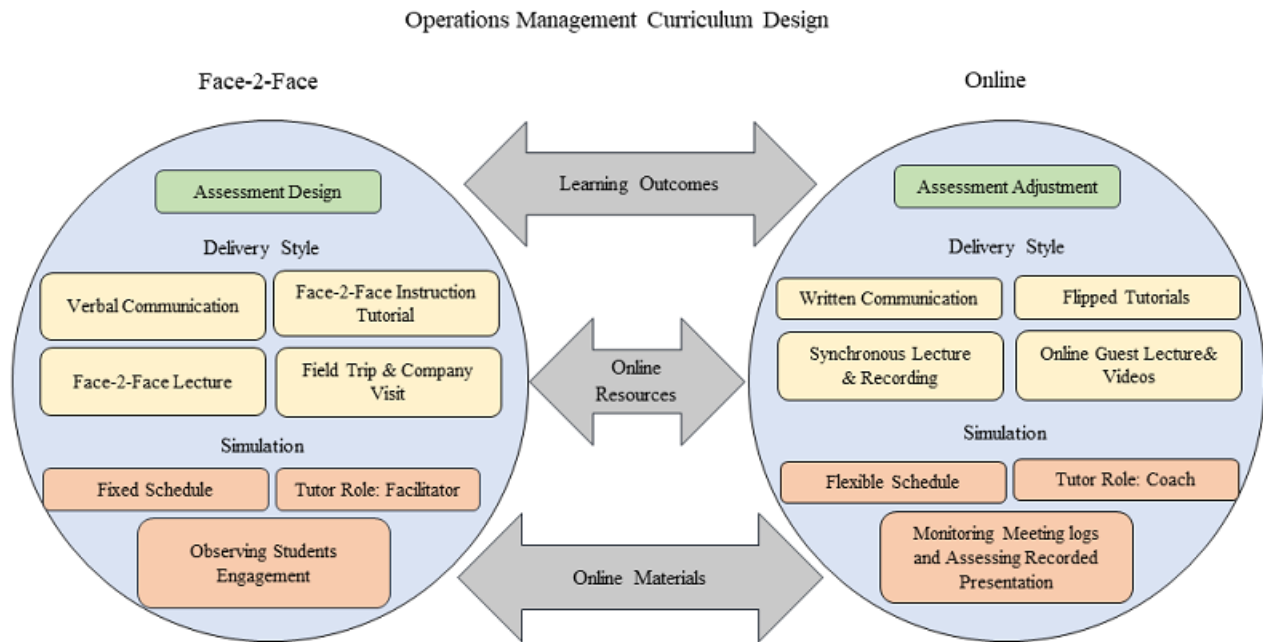 Operations Management Curriculum Design
Face-2-Face
Assessment Design
Delivery Style
Verbal Communication
Face-2-Face Instruction
Tutorial
Face-2-Face Lecture
Field Trip & Company
Visit
Simulation
Fixed Schedule
Tutor Role: Facilitator
Observing Students
Engagement
Learning Outcomes
Online
Resources
Online Materials
Online
Assessment Adjustment
Delivery Style
Written Communication
Flipped Tutorials
Synchronous Lecture
& Recording
Online Guest Lecture&
Videos
Simulation
Flexible Schedule
Tutor Role: Coach
Monitoring Meeting logs
and Assessing Recorded
Presentation